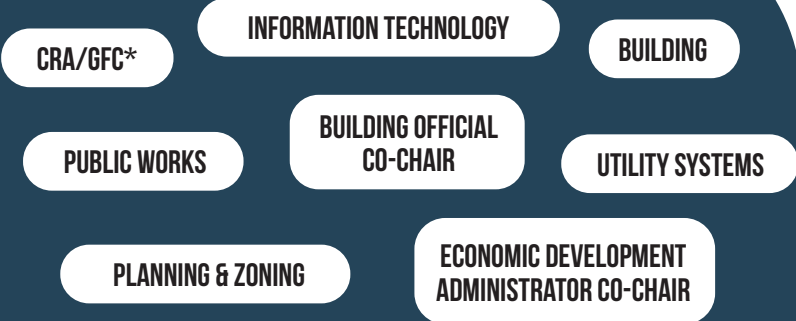 INFORMATION TECHNOLOGY
CRA/GFC*
BUILDING
BUILDING OFFICIAL
CO-CHAIR
PUBLIC WORKS
UTILITY SYSTEMS
PLANNING & ZONING
ECONOMIC DEVELOPMENT
ADMINISTRATOR CO-CHAIR